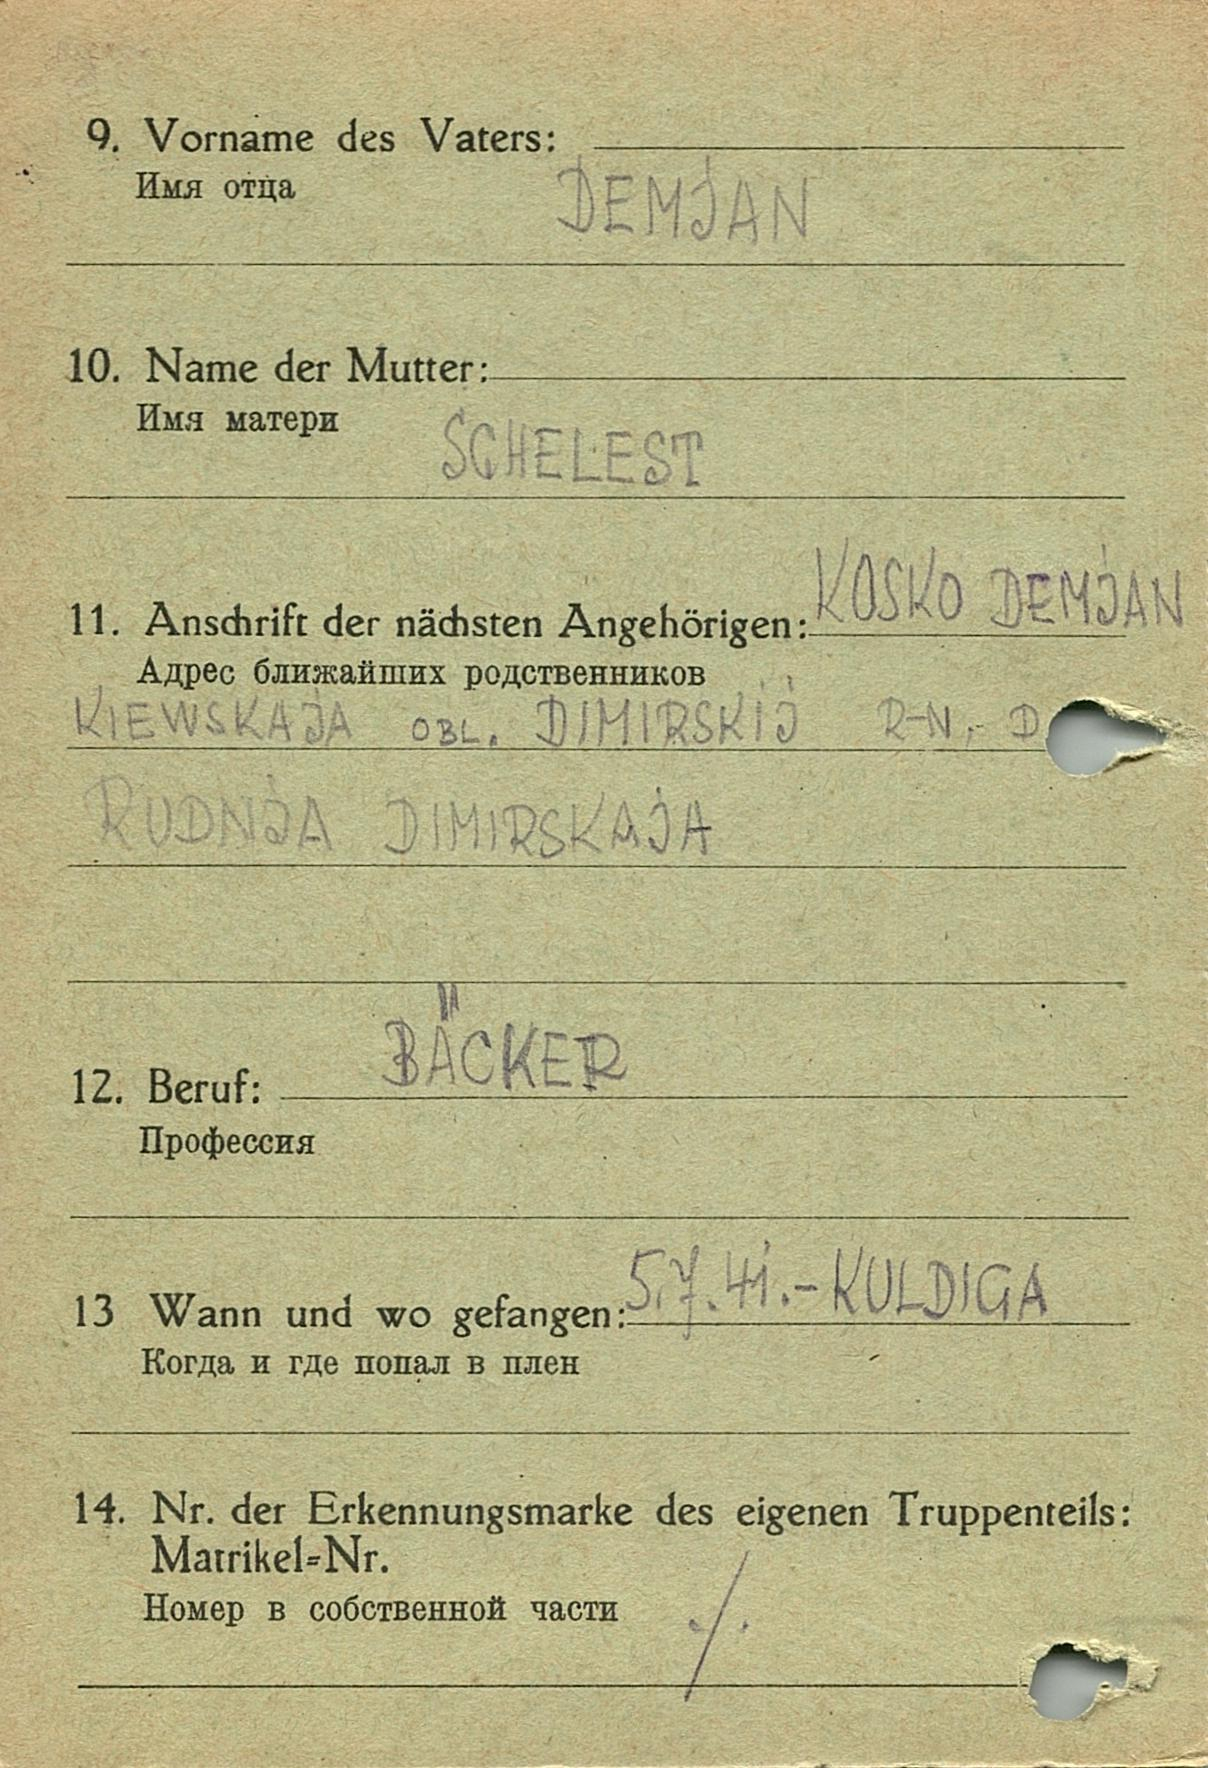 9. Vorname des Vaters:
Имя отца
DEMJAN
10. Name der Mutter:
Имя матери
SCHELEST
KOSKO DEMJAN
11. Anschrift der nächsten Angehörigen:
Адрес ближайших родственников
KIEWSKAJA OBL. DIMIRSKIJ R-N, D
RUDNJA DIMIRSKAJA
BÄCKER
12. Beruf:
Профессия
13 Wann und wo gefangen: 5.7.41.-KULDIGA
Когда и где попал в плен
14. Nr. der Erkennungsmarke des eigenen Truppenteils:
Matrikel=Nr.
Номер в собственной части
./.